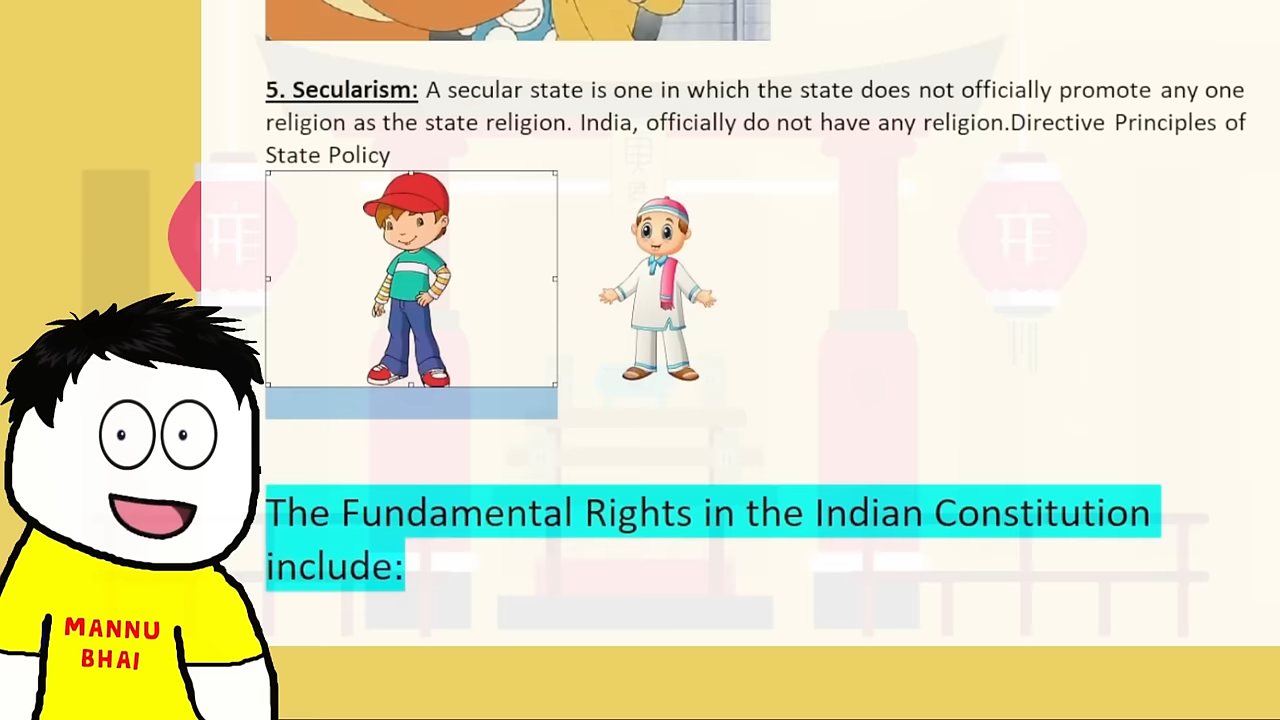 5. Secularism: A secular state is one in which the state does not officially promote any one
religion as the state religion. India, officially do not have any religion.Directive Principles of
State Policy
The Fundamental Rights in the Indian Constitution
include:
MANNU
BHAI